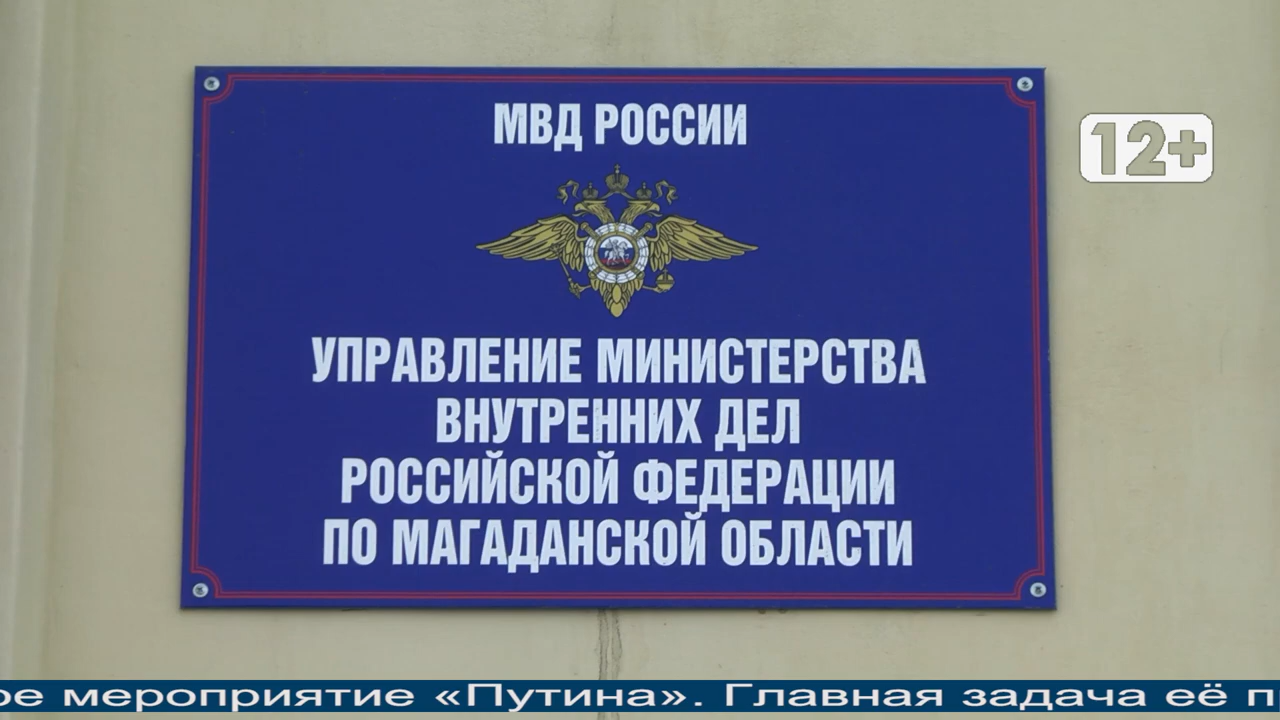 МВД РОССИИ
12+
УПРАВЛЕНИЕ МИНИСТЕРСТВА
ВНУТРЕННИХ ДЕЛ
РОССИЙСКОЙ ФЕДЕРАЦИИ
ПО МАГАДАНСКОЙ ОБЛАСТИ
мероприятие «Путина». Главная задача её